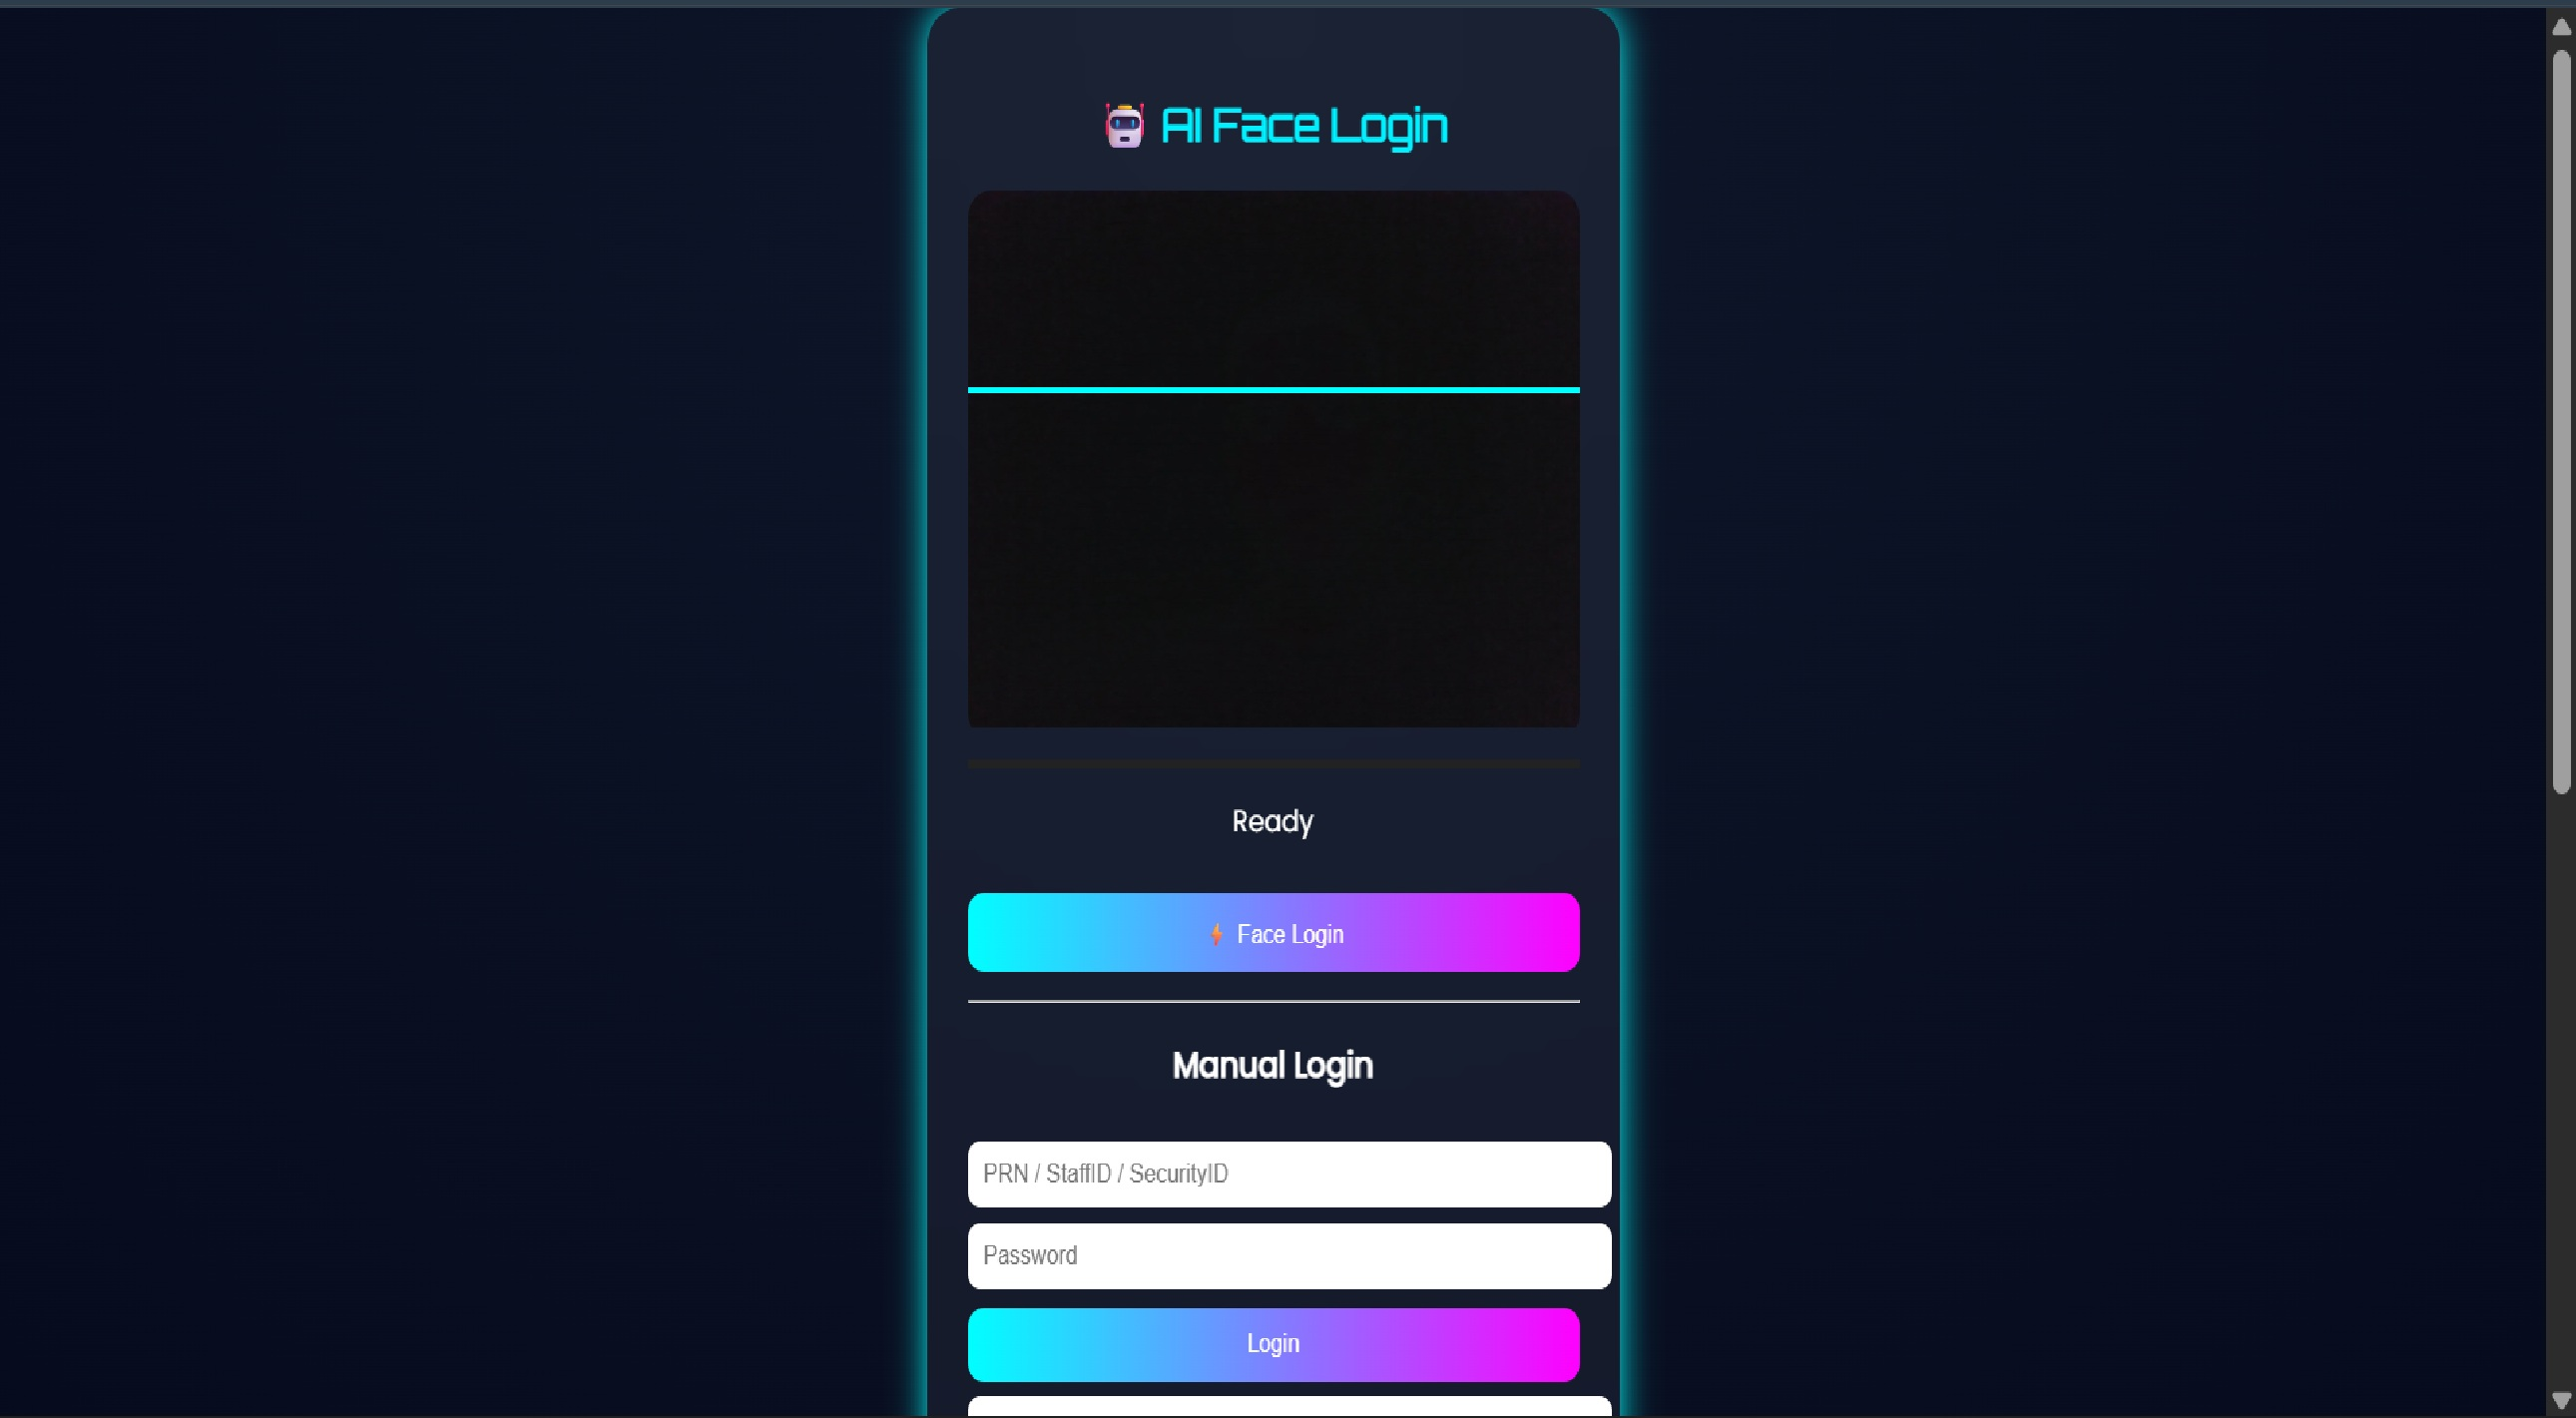 AI Face Login
Ready
Face Login
Manual Login
PRN / StaffID / SecurityID
Password
Login